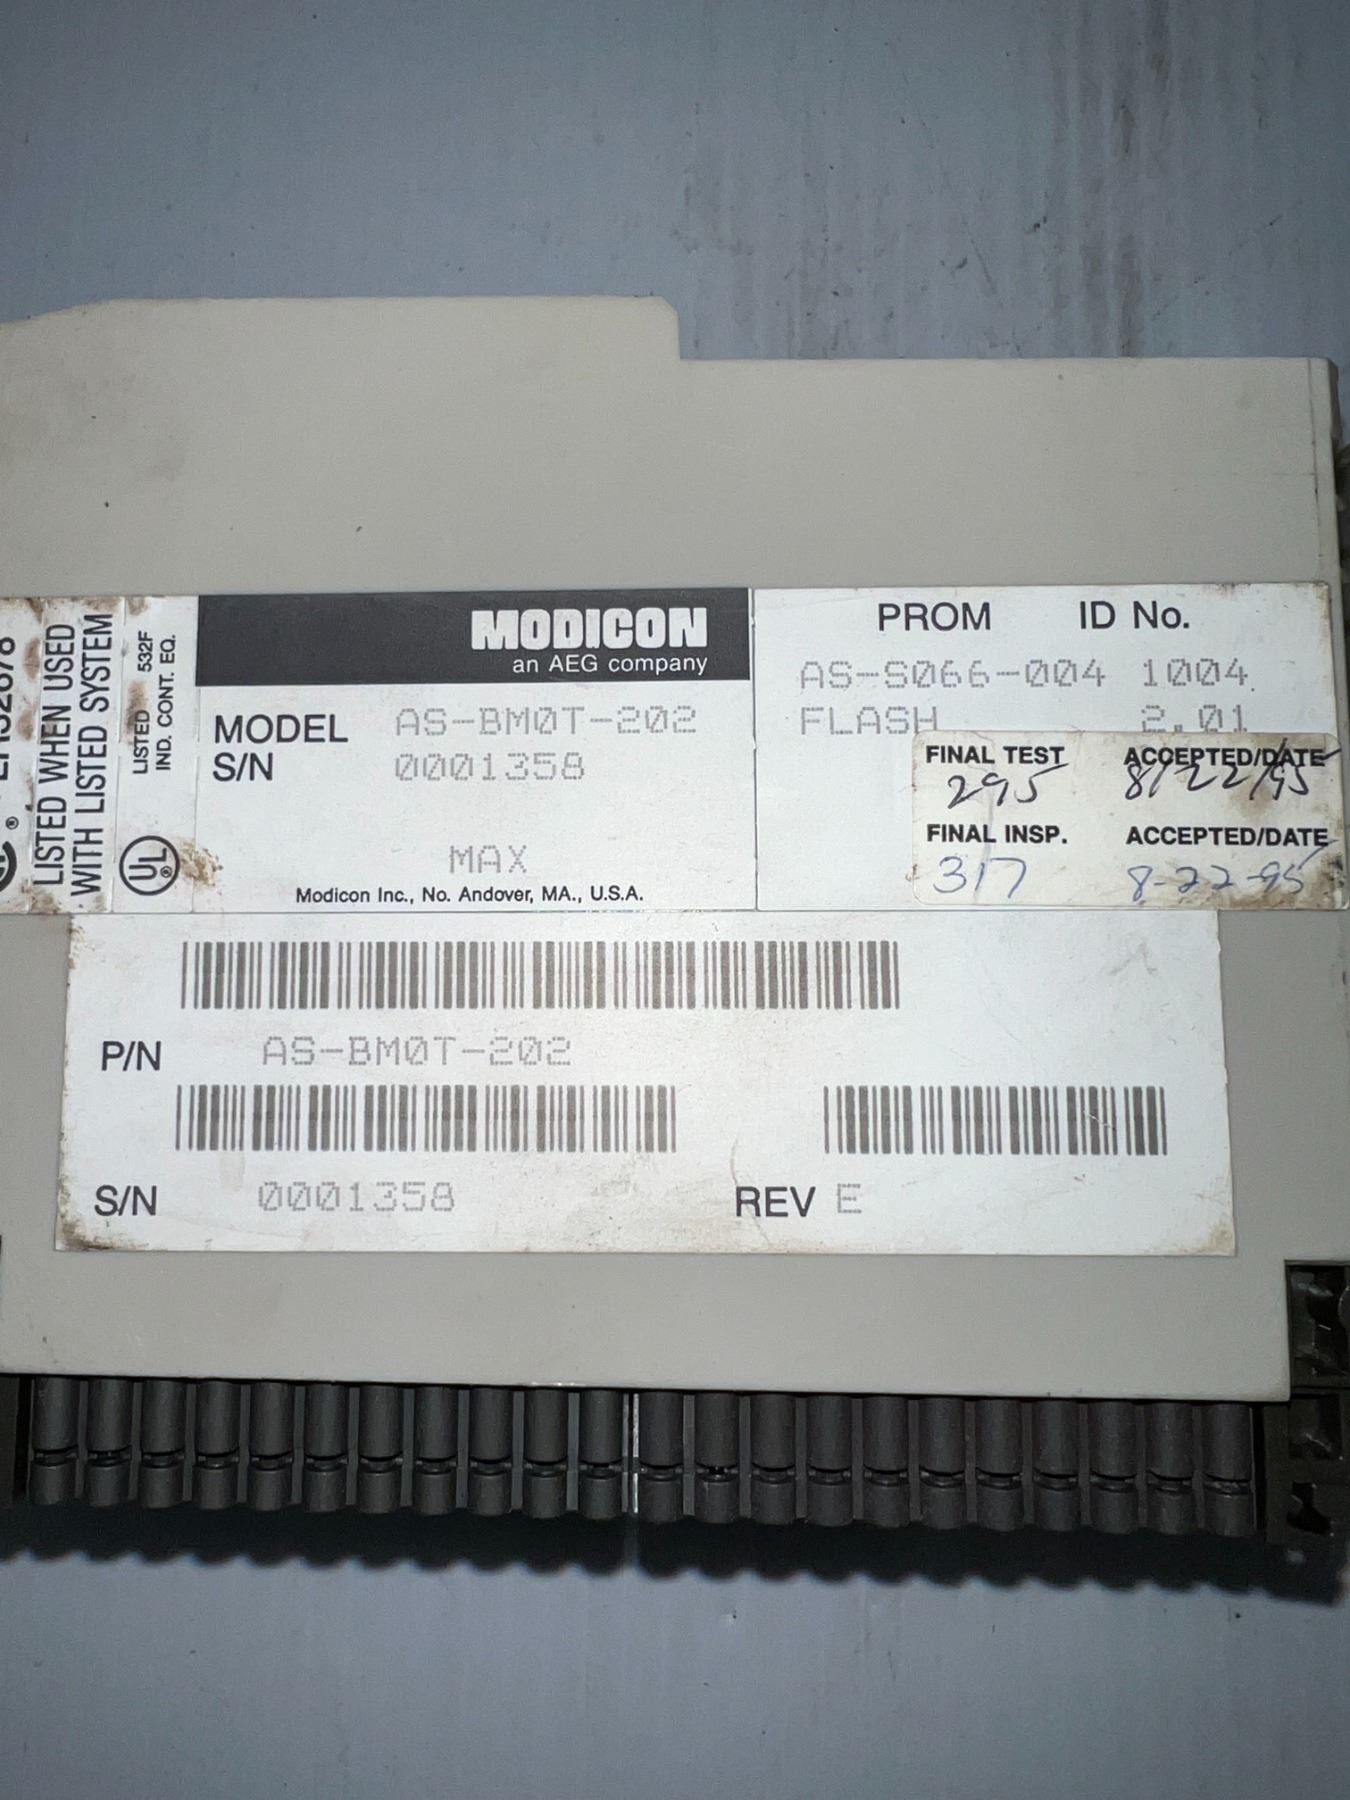 LISTED WHEN USED
WITH LISTED SYSTEM
LISTED 532F
IND. CONT. EQ.
UL
MODICON
an AEG company
MODEL AS-BM0T-202
S/N 0001358
MAX
Modicon Inc., No. Andover, MA., U.S.A.
PROM ID No.
AS-S066-004 1004
FLASH 2.01
FINAL TEST ACCEPTED/DATE
295 8/22/95
FINAL INSP. ACCEPTED/DATE
317 8-22-95
P/N AS-BM0T-202
S/N 0001358
REV E